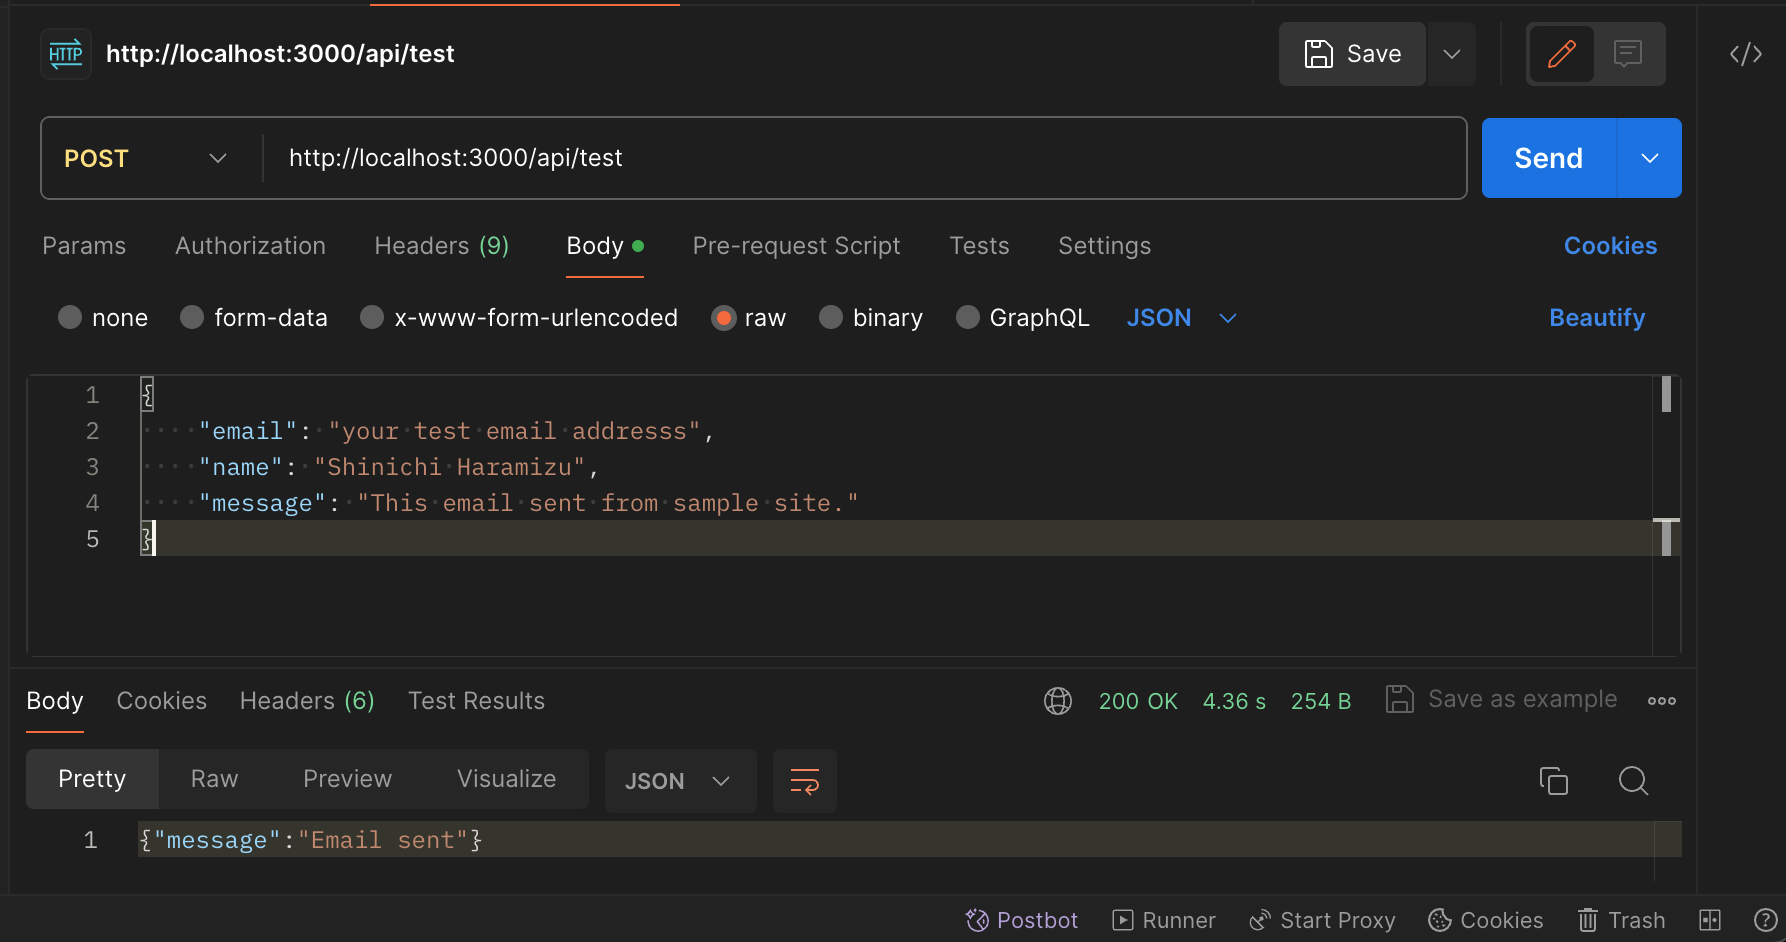 HTTP http://localhost:3000/api/test Save
POST http://localhost:3000/api/test Send
Params Authorization Headers (9) Body Pre-request Script Tests Settings Cookies
none form-data x-www-form-urlencoded raw binary GraphQL JSON Beautify
1 {
2 "email": "your test email addresss",
3 "name": "Shinichi Haramizu",
4 "message": "This email sent from sample site."
5 }
Body Cookies Headers (6) Test Results 200 OK 4.36 s 254 B Save as example
Pretty Raw Preview Visualize JSON
1 {"message":"Email sent"}
Postbot Runner Start Proxy Cookies Trash